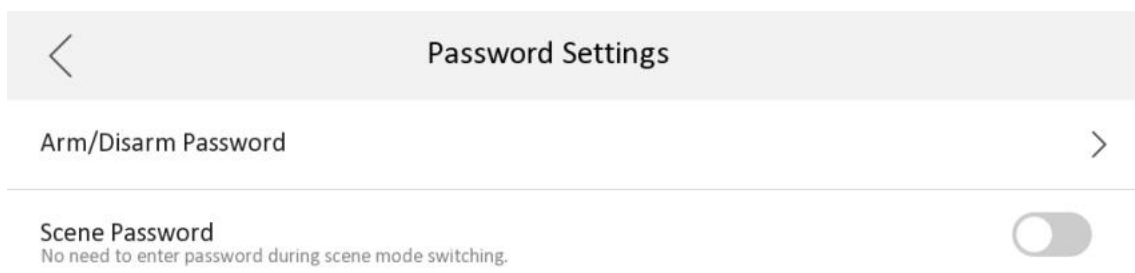 Password Settings
Arm/Disarm Password
Scene Password
No need to enter password during scene mode switching.